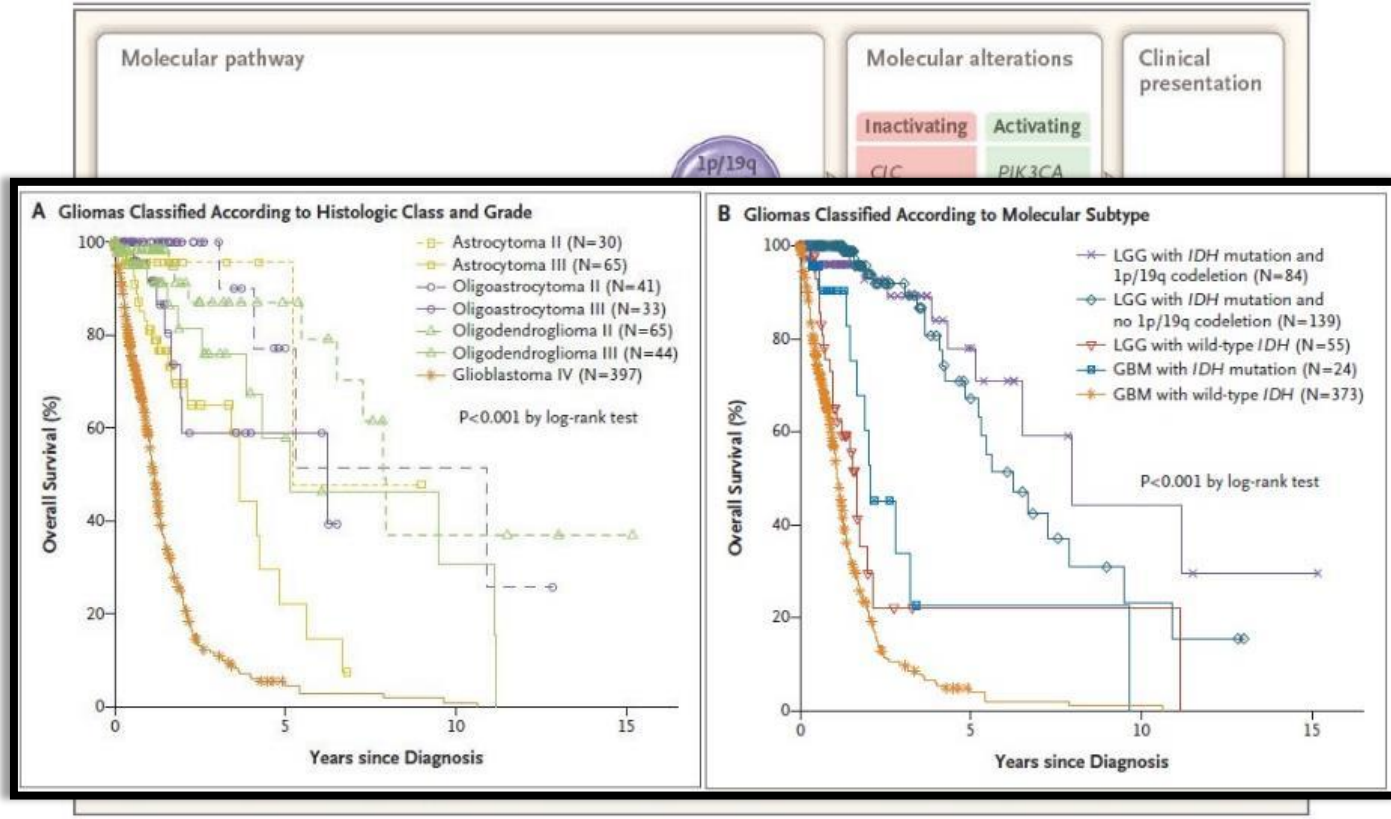 Molecular pathway
Molecular alterations
Clinical
presentation
Inactivating
Activating
1p/19q
CIC
PIK3CA
A Gliomas Classified According to Histologic Class and Grade
100
80
60
40
20
0
0
5
10
15
Overall Survival (%)
Years since Diagnosis
Astrocytoma II (N=30)
Astrocytoma III (N=65)
Oligoastrocytoma II (N=41)
Oligoastrocytoma III (N=33)
Oligodendroglioma II (N=65)
Oligodendroglioma III (N=44)
Glioblastoma IV (N=397)
P<0.001 by log-rank test
B Gliomas Classified According to Molecular Subtype
100
80
60
40
20
0
0
5
10
15
Overall Survival (%)
Years since Diagnosis
LGG with IDH mutation and
1p/19q codeletion (N=84)
LGG with IDH mutation and
no 1p/19q codeletion (N=139)
LGG with wild-type IDH (N=55)
GBM with IDH mutation (N=24)
GBM with wild-type IDH (N=373)
P<0.001 by log-rank test